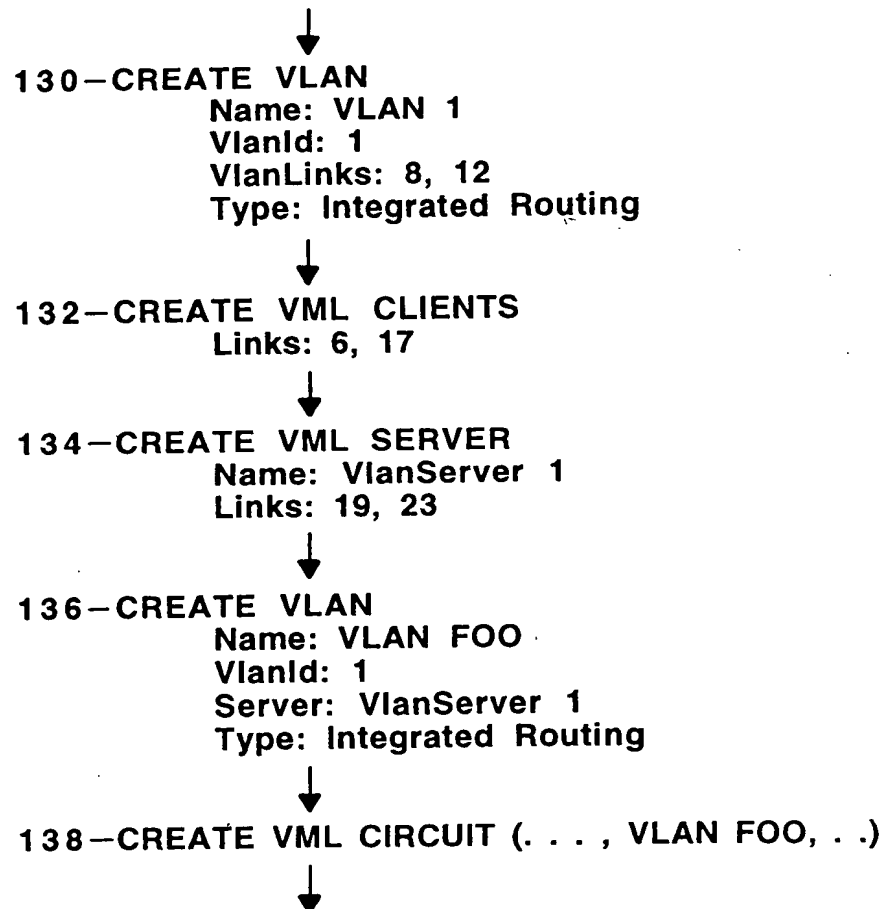 130—CREATE VLAN
Name: VLAN 1
VlanId: 1
VlanLinks: 8, 12
Type: Integrated Routing
132—CREATE VML CLIENTS
Links: 6, 17
134—CREATE VML SERVER
Name: VlanServer 1
Links: 19, 23
136—CREATE VLAN
Name: VLAN FOO
VlanId: 1
Server: VlanServer 1
Type: Integrated Routing
138—CREATE VML CIRCUIT (. . . , VLAN FOO, . .)